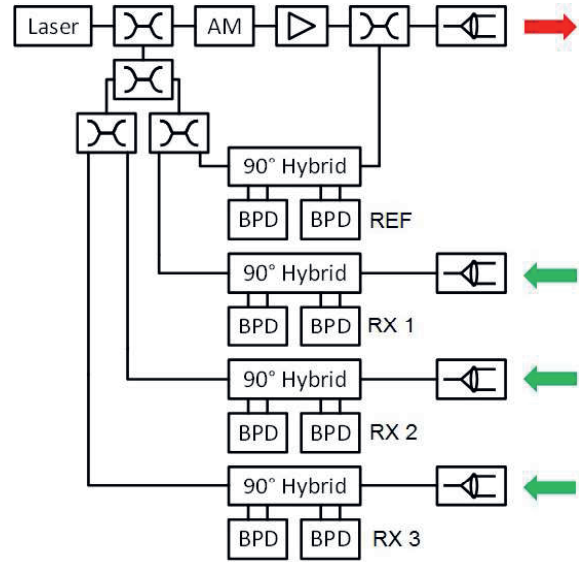 Laser AM
90° Hybrid
BPD BPD REF
90° Hybrid
BPD BPD RX 1
90° Hybrid
BPD BPD RX 2
90° Hybrid
BPD BPD RX 3